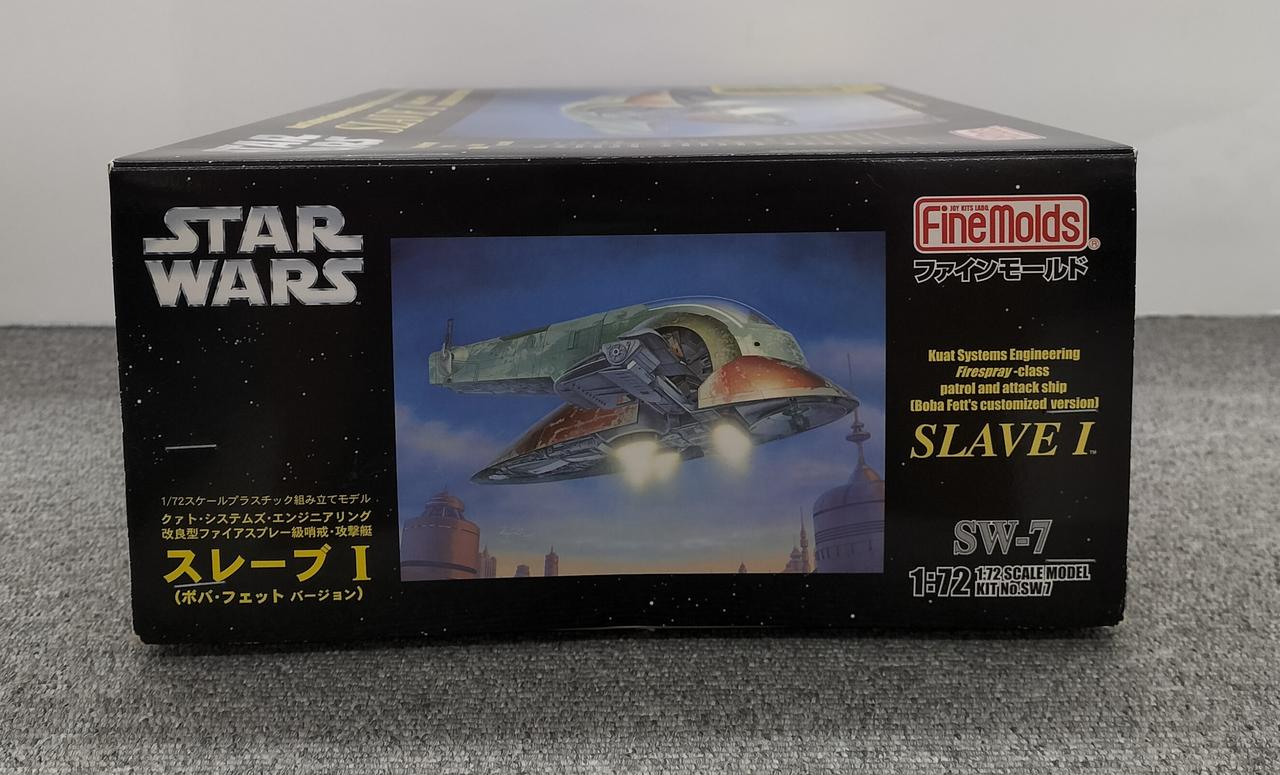 STAR
WARS
SLAVE I
STAR
WARS
1/72スケールプラスチック組み立てモデル
クァト・システムズ・エンジニアリング
改良型ファイアスプレー級哨戒・攻撃艇
スレーブ I
(ボバ・フェット バージョン)
JOY KITS LABO.
FineMolds®
ファインモールド
Kuat Systems Engineering
Firespray-class
patrol and attack ship
(Boba Fett's customized version)
SLAVE I™
SW-7
1:72 1:72 SCALE MODEL
KIT No.SW7